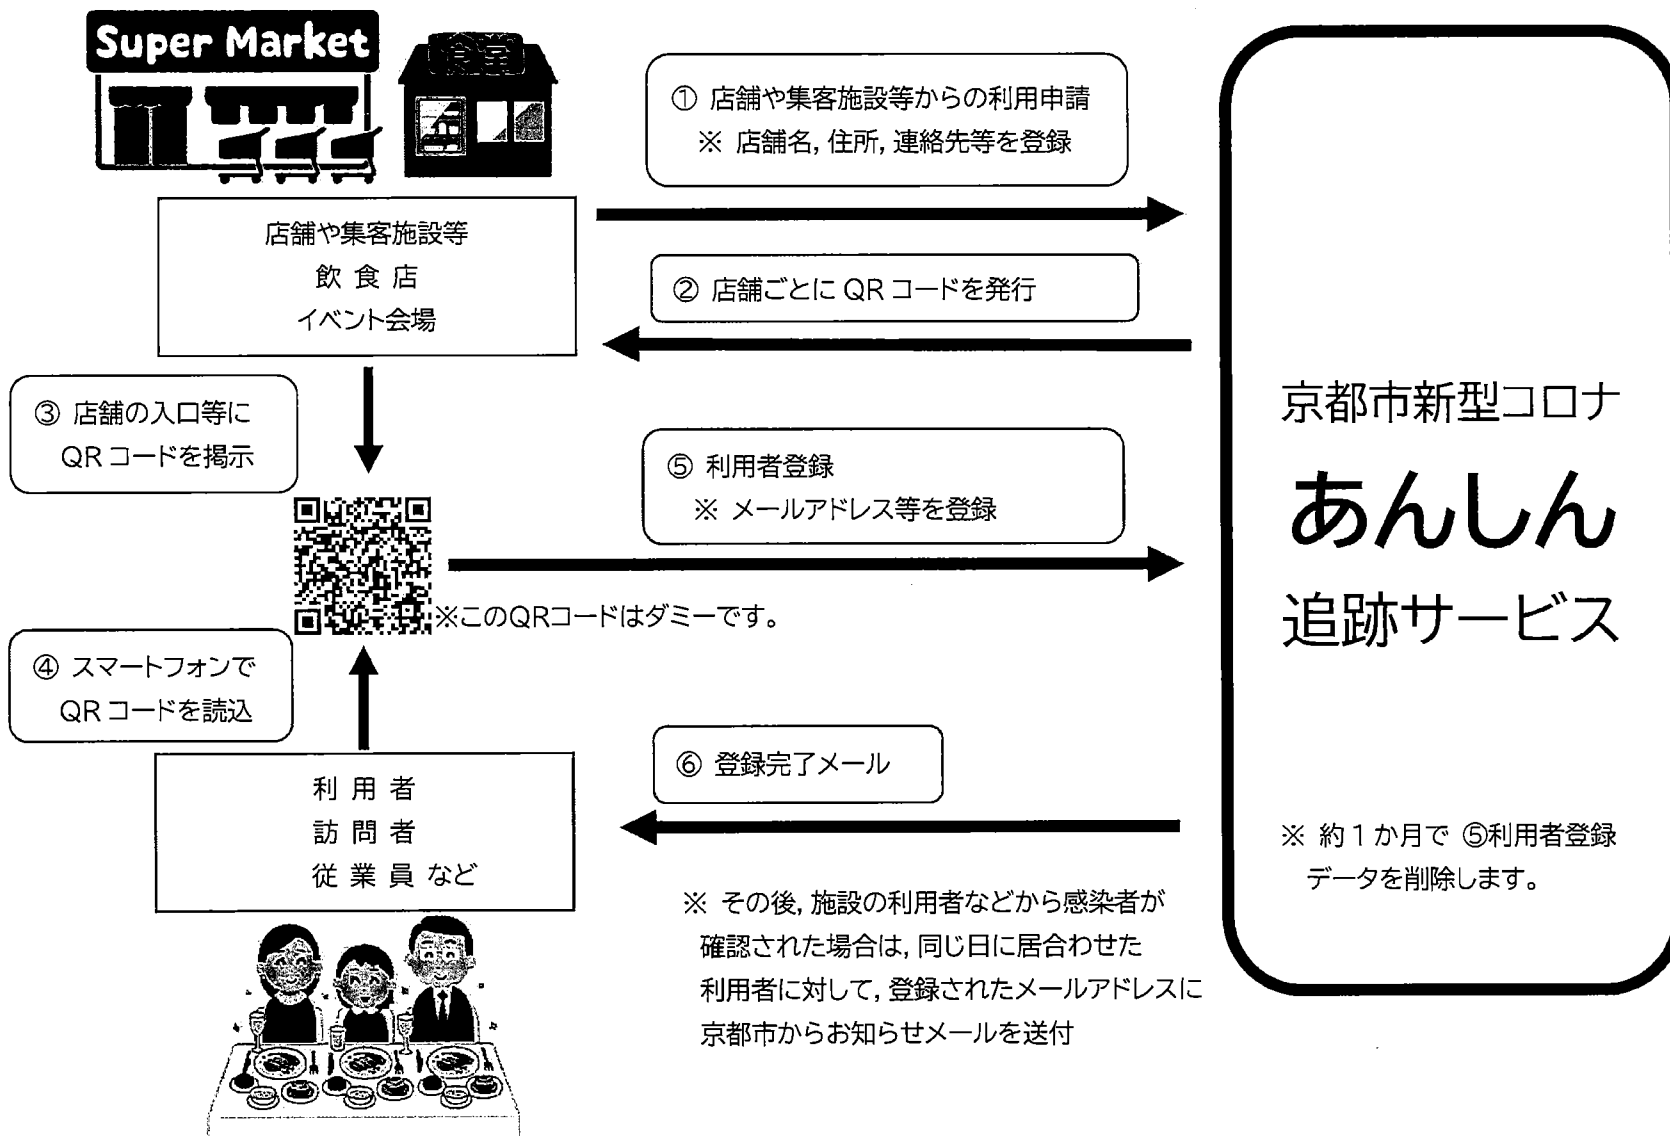 Super Market
食堂
① 店舗や集客施設等からの利用申請
※ 店舗名, 住所, 連絡先等を登録
店舗や集客施設等
飲 食 店
イベント会場
② 店舗ごとに QR コードを発行
③ 店舗の入口等に
QR コードを掲示
⑤ 利用者登録
※ メールアドレス等を登録
※このQRコードはダミーです。
④ スマートフォンで
QR コードを読込
利 用 者
訪 問 者
従 業 員 など
⑥ 登録完了メール
※ その後, 施設の利用者などから感染者が
確認された場合は, 同じ日に居合わせた
利用者に対して, 登録されたメールアドレスに
京都市からお知らせメールを送付
京都市新型コロナ
あんしん
追跡サービス
※ 約１か月で ⑤利用者登録
データを削除します。